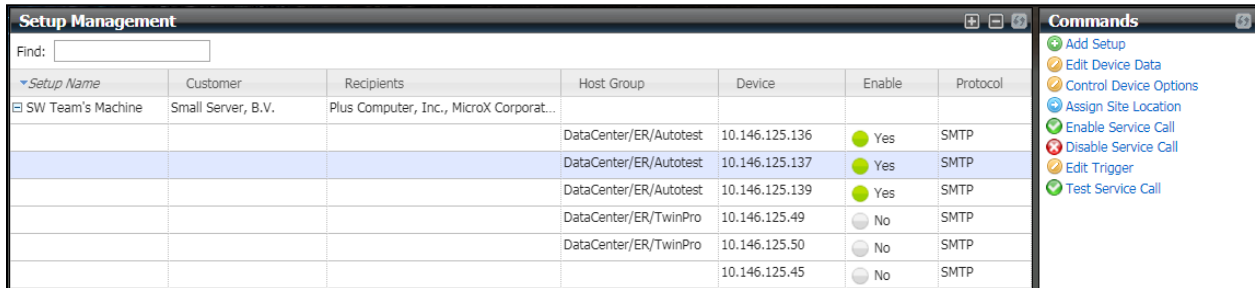 Setup Management
Find:
Setup Name Customer Recipients Host Group Device Enable Protocol
SW Team's Machine Small Server, B.V. Plus Computer, Inc., MicroX Corporat...
DataCenter/ER/Autotest 10.146.125.136 Yes SMTP
DataCenter/ER/Autotest 10.146.125.137 Yes SMTP
DataCenter/ER/Autotest 10.146.125.139 Yes SMTP
DataCenter/ER/TwinPro 10.146.125.49 No SMTP
DataCenter/ER/TwinPro 10.146.125.50 No SMTP
10.146.125.45 No SMTP
Commands
Add Setup
Edit Device Data
Control Device Options
Assign Site Location
Enable Service Call
Disable Service Call
Edit Trigger
Test Service Call